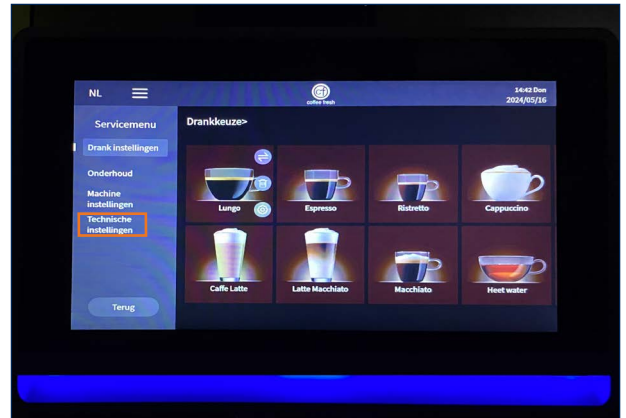 NL
coffee fresh
14:42 Don
2024/05/16
Servicemenu
Drank instellingen
Onderhoud
Machine
instellingen
Technische
instellingen
Terug
Drankkeuze>
Lungo
Espresso
Ristretto
Cappuccino
Caffe Latte
Latte Macchiato
Macchiato
Heet water